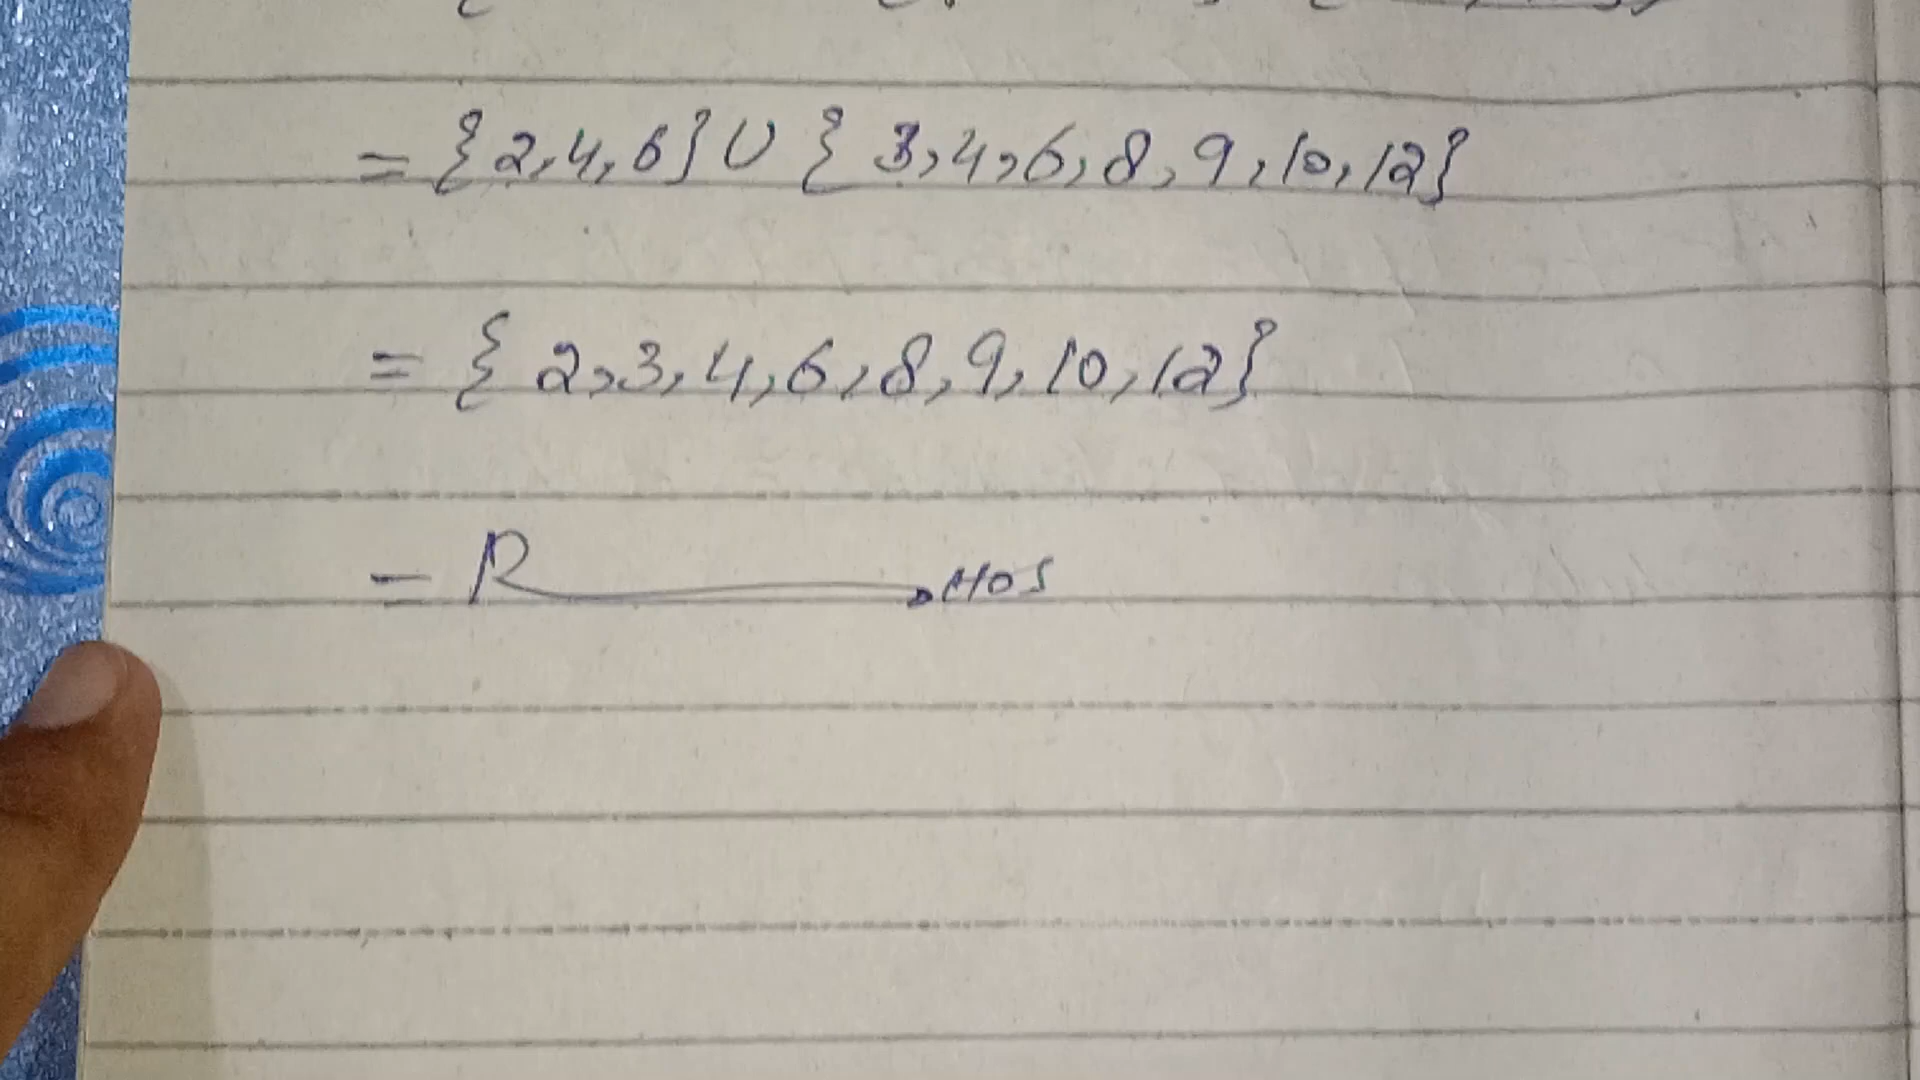 = {2,4,6} ∪ {3,4,6,8,9,10,12}
= {2,3,4,6,8,9,10,12}
= R